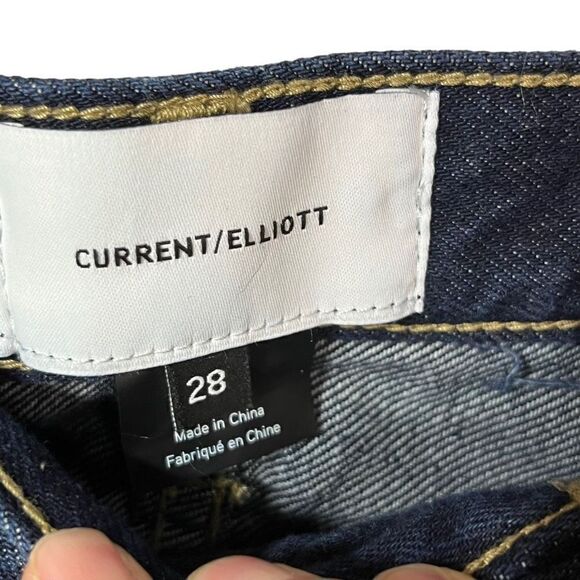 CURRENT/ELLIOTT
28
Made in China
Fabriqué en Chine